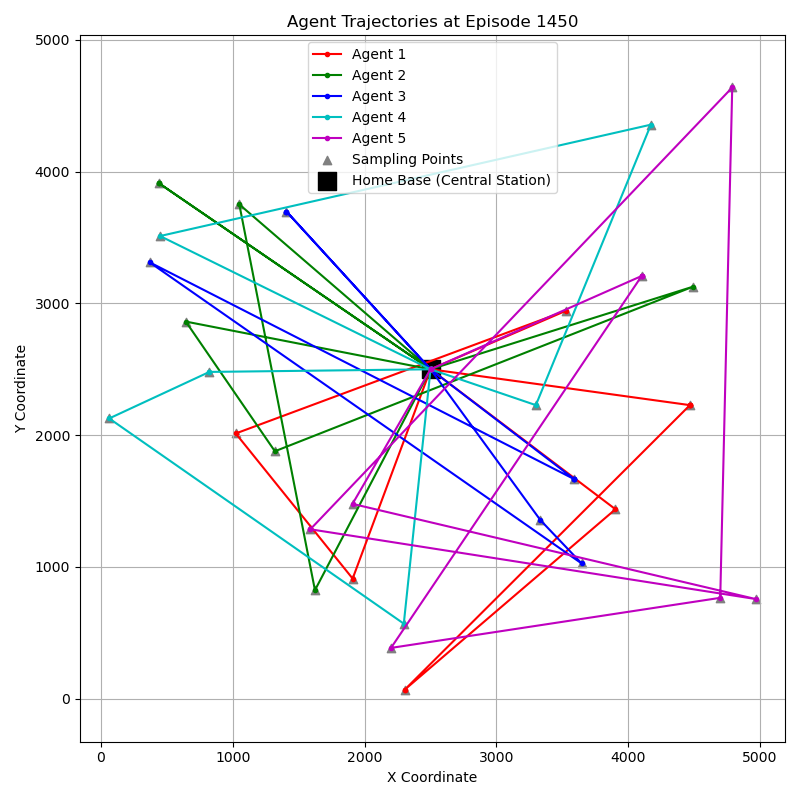 Agent Trajectories at Episode 1450
Agent 1
Agent 2
Agent 3
Agent 4
Agent 5
Sampling Points
Home Base (Central Station)
Y Coordinate
5000
4000
3000
2000
1000
0
0 1000 2000 3000 4000 5000
X Coordinate